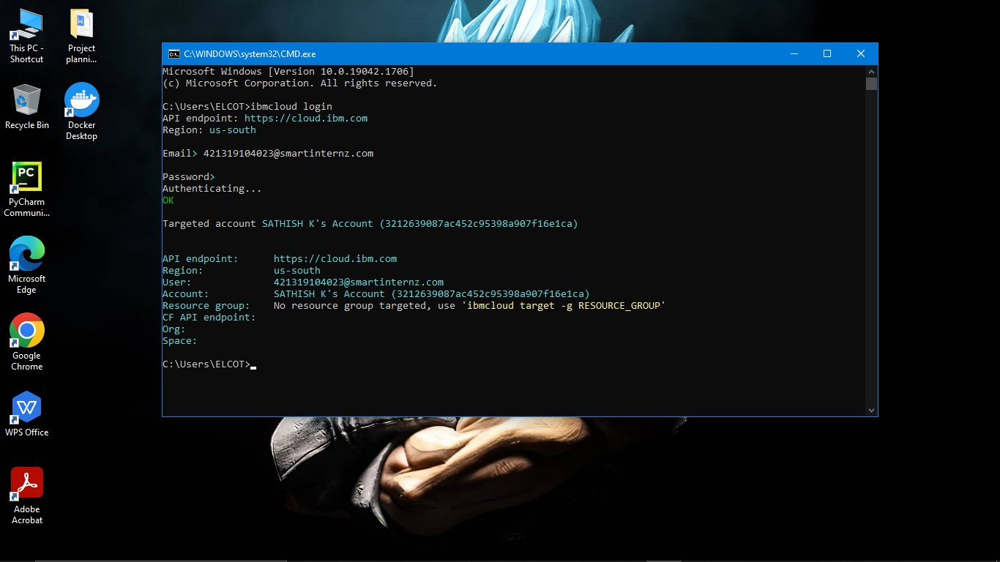 This PC -
Shortcut
Project
planni...
Recycle Bin
Docker
Desktop
PC
PyCharm
Communi...
Microsoft
Edge
Google
Chrome
W
WPS Office
Adobe
Acrobat
C:\WINDOWS\system32\CMD.exe
Microsoft Windows [Version 10.0.19042.1706]
(c) Microsoft Corporation. All rights reserved.
C:\Users\ELCOT>ibmcloud login
API endpoint: https://cloud.ibm.com
Region: us-south
Email> 421319104023@smartinternz.com
Password>
Authenticating...
OK
Targeted account SATHISH K's Account (3212639087ac452c95398a907f16e1ca)
API endpoint: https://cloud.ibm.com
Region: us-south
User: 421319104023@smartinternz.com
Account: SATHISH K's Account (3212639087ac452c95398a907f16e1ca)
Resource group: No resource group targeted, use 'ibmcloud target -g RESOURCE_GROUP'
CF API endpoint:
Org:
Space:
C:\Users\ELCOT>